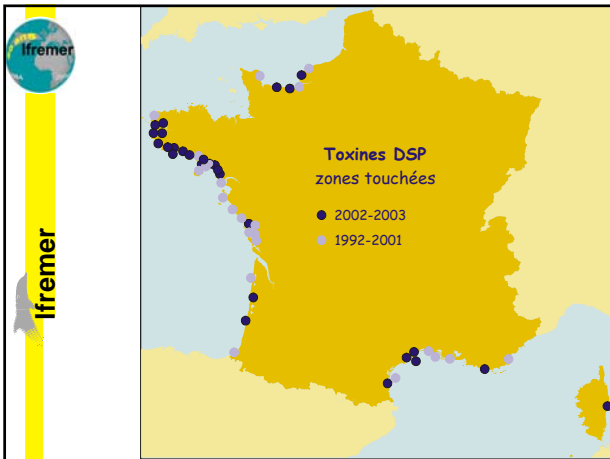 Ifremer
Ifremer
Toxines DSP
zones touchées
2002-2003
1992-2001